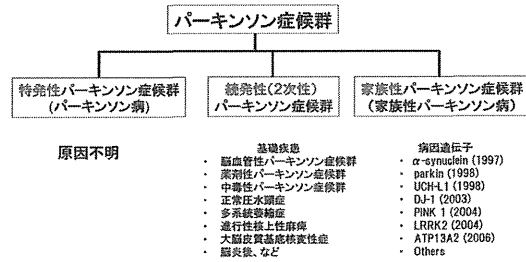 パーキンソン症候群
特発性パーキンソン症候群
(パーキンソン病)
続発性(2次性)
パーキンソン症候群
家族性パーキンソン症候群
(家族性パーキンソン病)
原因不明
基礎疾患
・ 脳血管性パーキンソン症候群
・ 薬剤性パーキンソン症候群
・ 中毒性パーキンソン症候群
・ 正常圧水頭症
・ 多系統萎縮症
・ 進行性核上性麻痺
・ 大脳皮質基底核変性症
・ 脳炎後、など
病因遺伝子
・ α-synuclein (1997)
・ parkin (1998)
・ UCH-L1 (1998)
・ DJ-1 (2003)
・ PINK 1 (2004)
・ LRRK2 (2004)
・ ATP13A2 (2006)
・ Others